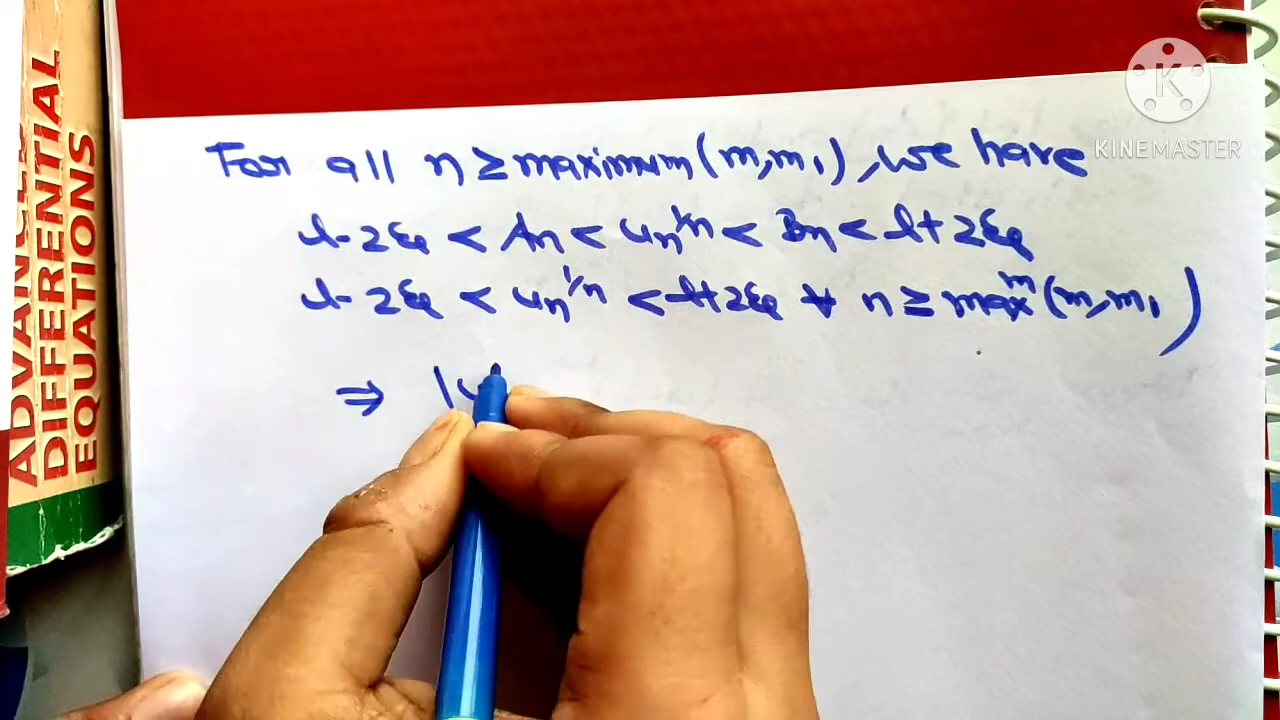 ADVANCED
DIFFERENTIAL
EQUATIONS
K
KINEMASTER
For all n ≥ maximum (m, m₁), we have
l - 2ε < Aₙ < uₙ^1/n < Bₙ < l + 2ε
l - 2ε < uₙ^1/n < l + 2ε ∀ n ≥ maxᵐ (m, m₁)
⇒ |u